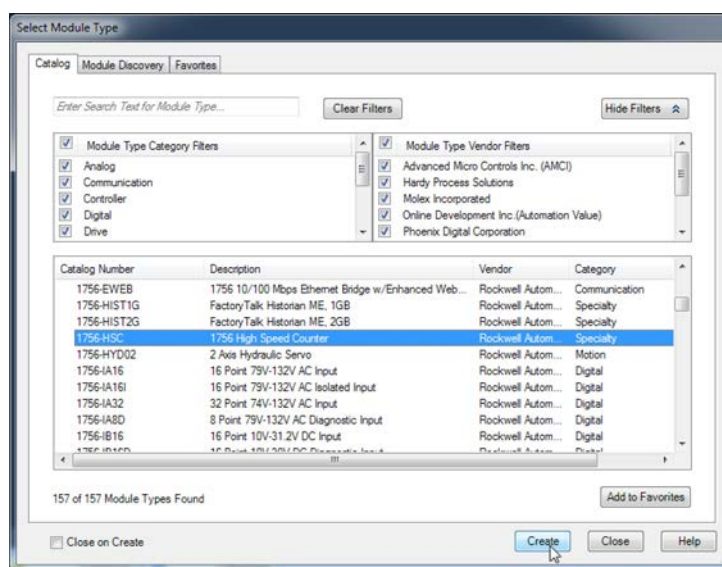 Select Module Type
Catalog Module Discovery Favorites
Enter Search Text for Module Type...
Clear Filters
Hide Filters
Module Type Category Filters
Analog
Communication
Controller
Digital
Drive
Module Type Vendor Filters
Advanced Micro Controls Inc. (AMCI)
Hardy Process Solutions
Molex Incorporated
Online Development Inc.(Automation Value)
Phoenix Digital Corporation
Catalog Number Description Vendor Category
1756-EWEB 1756 10/100 Mbps Ethernet Bridge w/Enhanced Web... Rockwell Autom... Communication
1756-HIST1G FactoryTalk Historian ME, 1GB Rockwell Autom... Specialty
1756-HIST2G FactoryTalk Historian ME, 2GB Rockwell Autom... Specialty
1756-HSC 1756 High Speed Counter Rockwell Autom... Specialty
1756-HYD02 2 Axis Hydraulic Servo Rockwell Autom... Motion
1756-IA16 16 Point 79V-132V AC Input Rockwell Autom... Digital
1756-IA16I 16 Point 79V-132V AC Isolated Input Rockwell Autom... Digital
1756-IA32 32 Point 74V-132V AC Input Rockwell Autom... Digital
1756-IA8D 8 Point 79V-132V AC Diagnostic Input Rockwell Autom... Digital
1756-IB16 16 Point 10V-31.2V DC Input Rockwell Autom... Digital
157 of 157 Module Types Found
Add to Favorites
Close on Create
Create Close Help